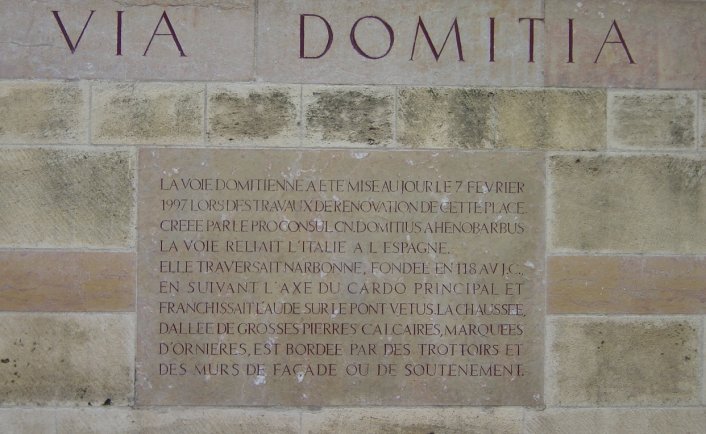 VIA DOMITIA
LA VOIE DOMITIENNE A ETE MISE AU JOUR LE 7 FEVRIER
1997 LORS DES TRAVAUX DE RENOVATION DE CETTE PLACE.
CREEE PAR LE PROCONSUL CN. DOMITIUS AHENOBARBUS
LA VOIE RELIAIT L'ITALIE A L'ESPAGNE.
ELLE TRAVERSAIT NARBONNE, FONDEE EN 118 AV J.C.,
EN SUIVANT L'AXE DU CARDO PRINCIPAL ET
FRANCHISSAIT L'AUDE SUR LE PONT VETUS. LA CHAUSSEE,
DALLEE DE GROSSES PIERRES CALCAIRES, MARQUEES
D'ORNIERES, EST BORDEE PAR DES TROTTOIRS ET
DES MURS DE FAÇADE OU DE SOUTENEMENT.